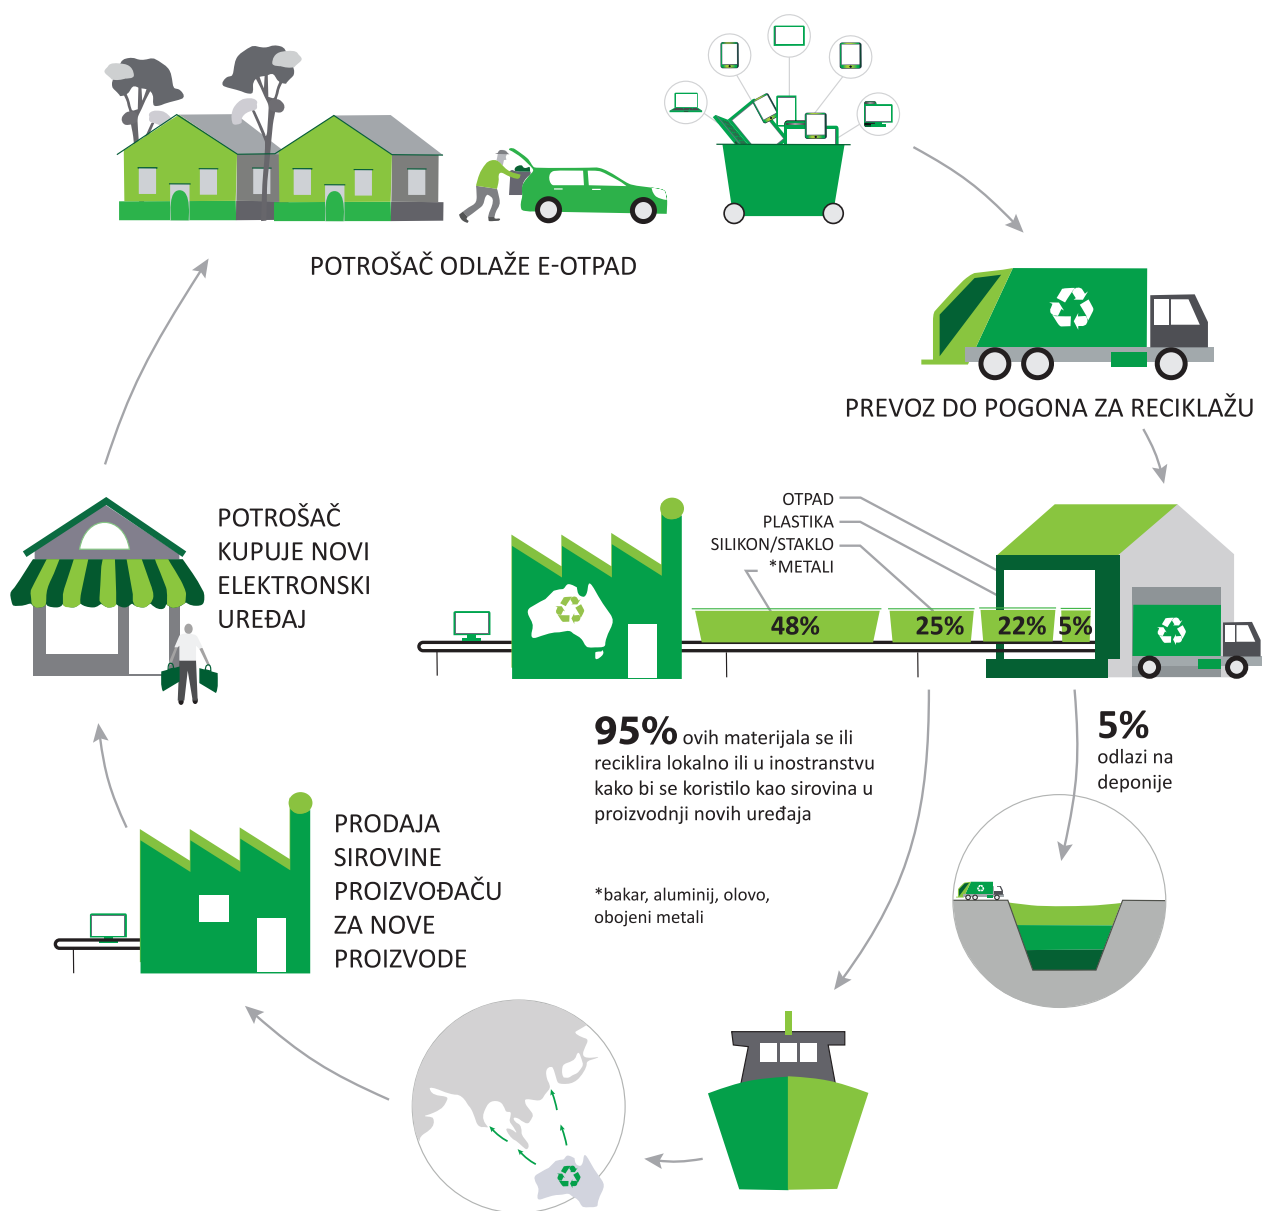 POTROŠAČ ODLAŽE E-OTPAD
PREVOZ DO POGONA ZA RECIKLAŽU
POTROŠAČ
KUPUJE NOVI
ELEKTRONSKI
UREĐAJ
OTPAD
PLASTIKA
SILIKON/STAKLO
*METALI
48%
25%
22%
5%
95% ovih materijala se ili
reciklira lokalno ili u inostranstvu
kako bi se koristilo kao sirovina u
proizvodnji novih uređaja
5%
odlazi na
deponije
*bakar, aluminij, olovo,
obojeni metali
PRODAJA
SIROVINE
PROIZVOĐAČU
ZA NOVE
PROIZVODE